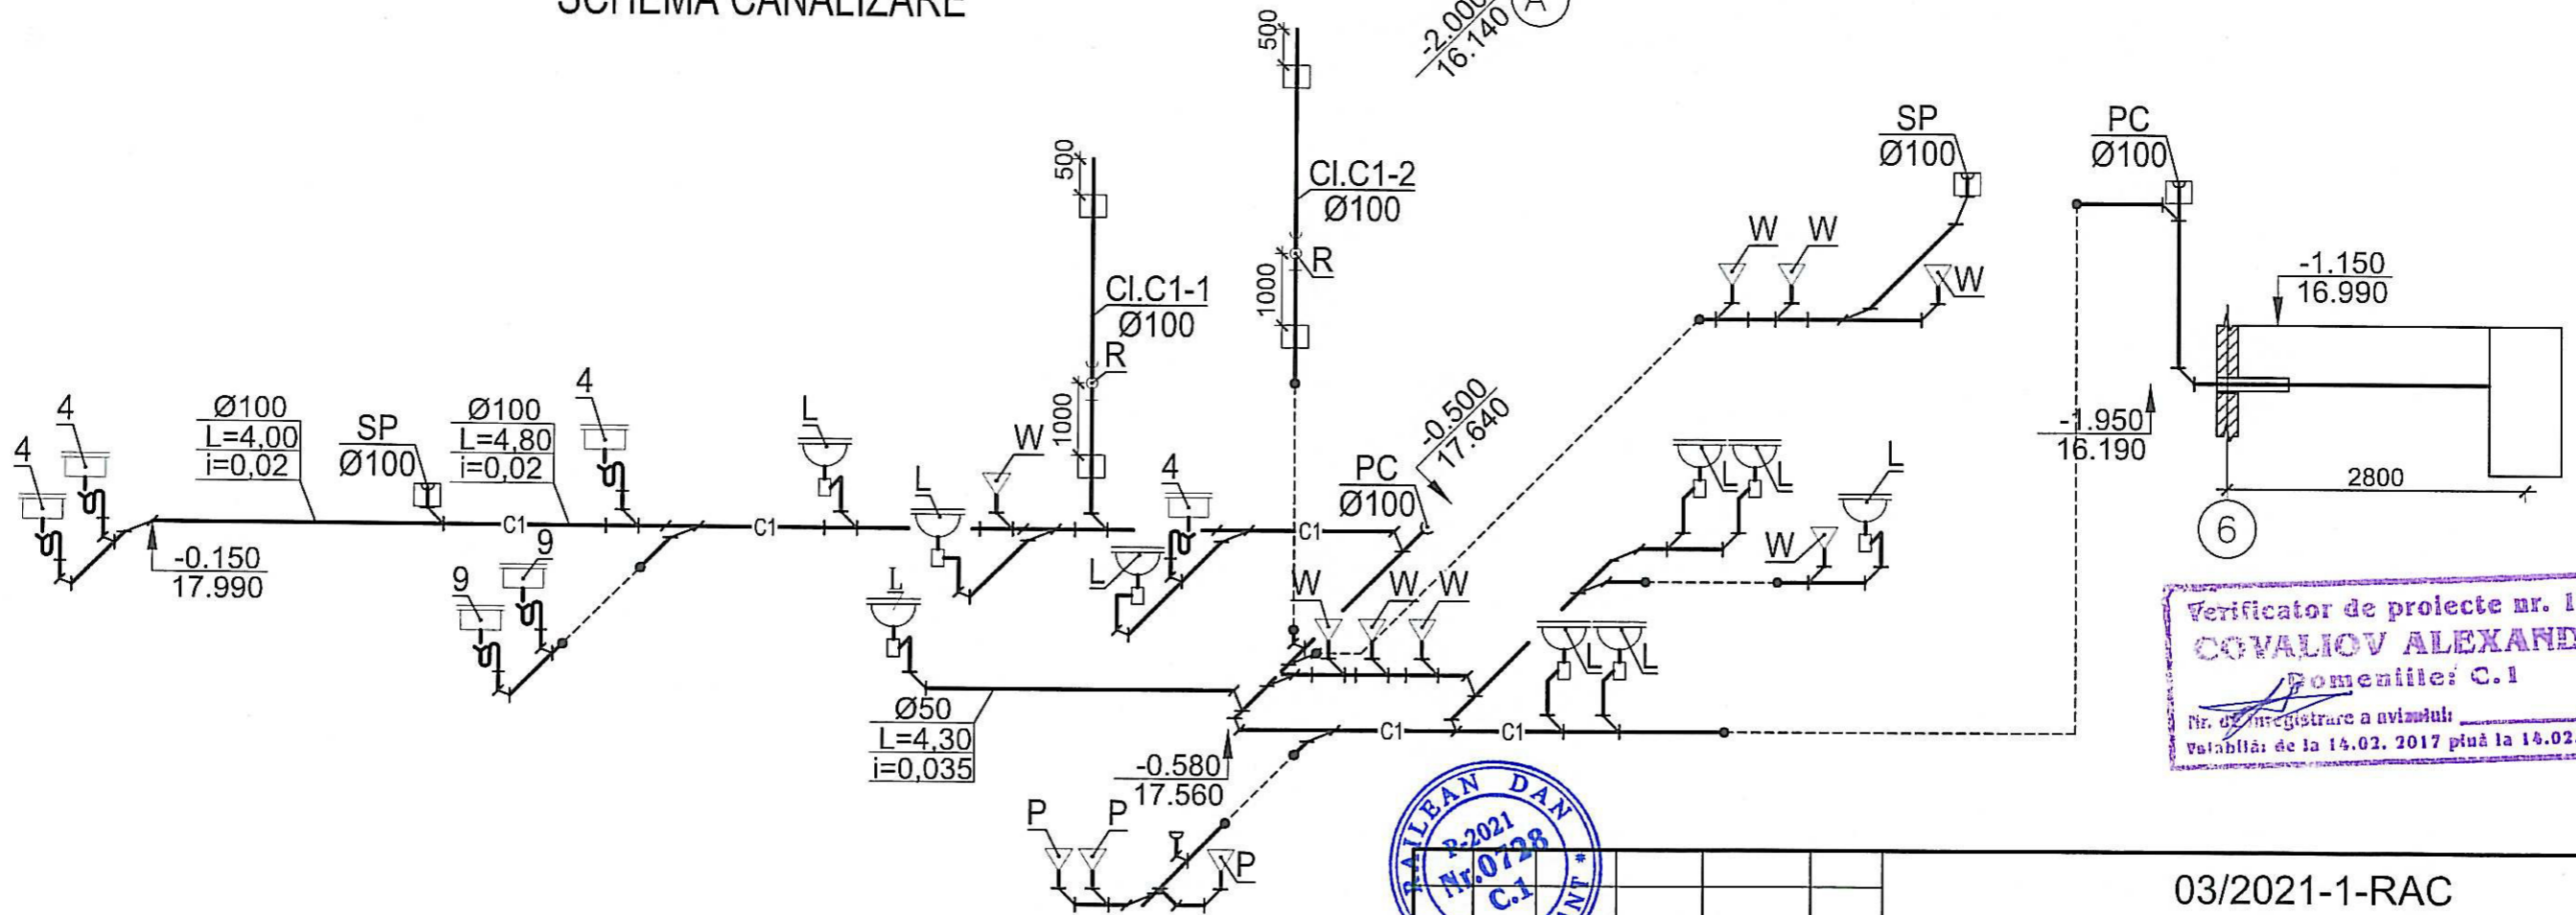 SCHEMA CANALIZARE
-2.000
16.140
A
500
500
Cl.C1-2
Ø100
R
1000
Cl.C1-1
Ø100
R
1000
SP
Ø100
PC
Ø100
W
W
W
-1.150
16.990
-1.950
16.190
2800
6
4
4
Ø100
L=4,00
i=0,02
SP
Ø100
Ø100
L=4,80
i=0,02
4
L
L
W
4
L
PC
Ø100
-0.500
17.640
L
L
L
W
C1
C1
C1
-0.150
17.990
9
9
L
W
W
W
L
L
Ø50
L=4,30
i=0,035
-0.580
17.560
C1
C1
P
P
P
Verificator de proiecte nr. 1
COVALIOV ALEXAND
Domeniile: C.1
Nr. de înregistrare a avizului:
Valabilă: de la 14.02. 2017 pînă la 14.02.
RAILEAN DAN
P-2021
Nr.0728
C.1
03/2021-1-RAC